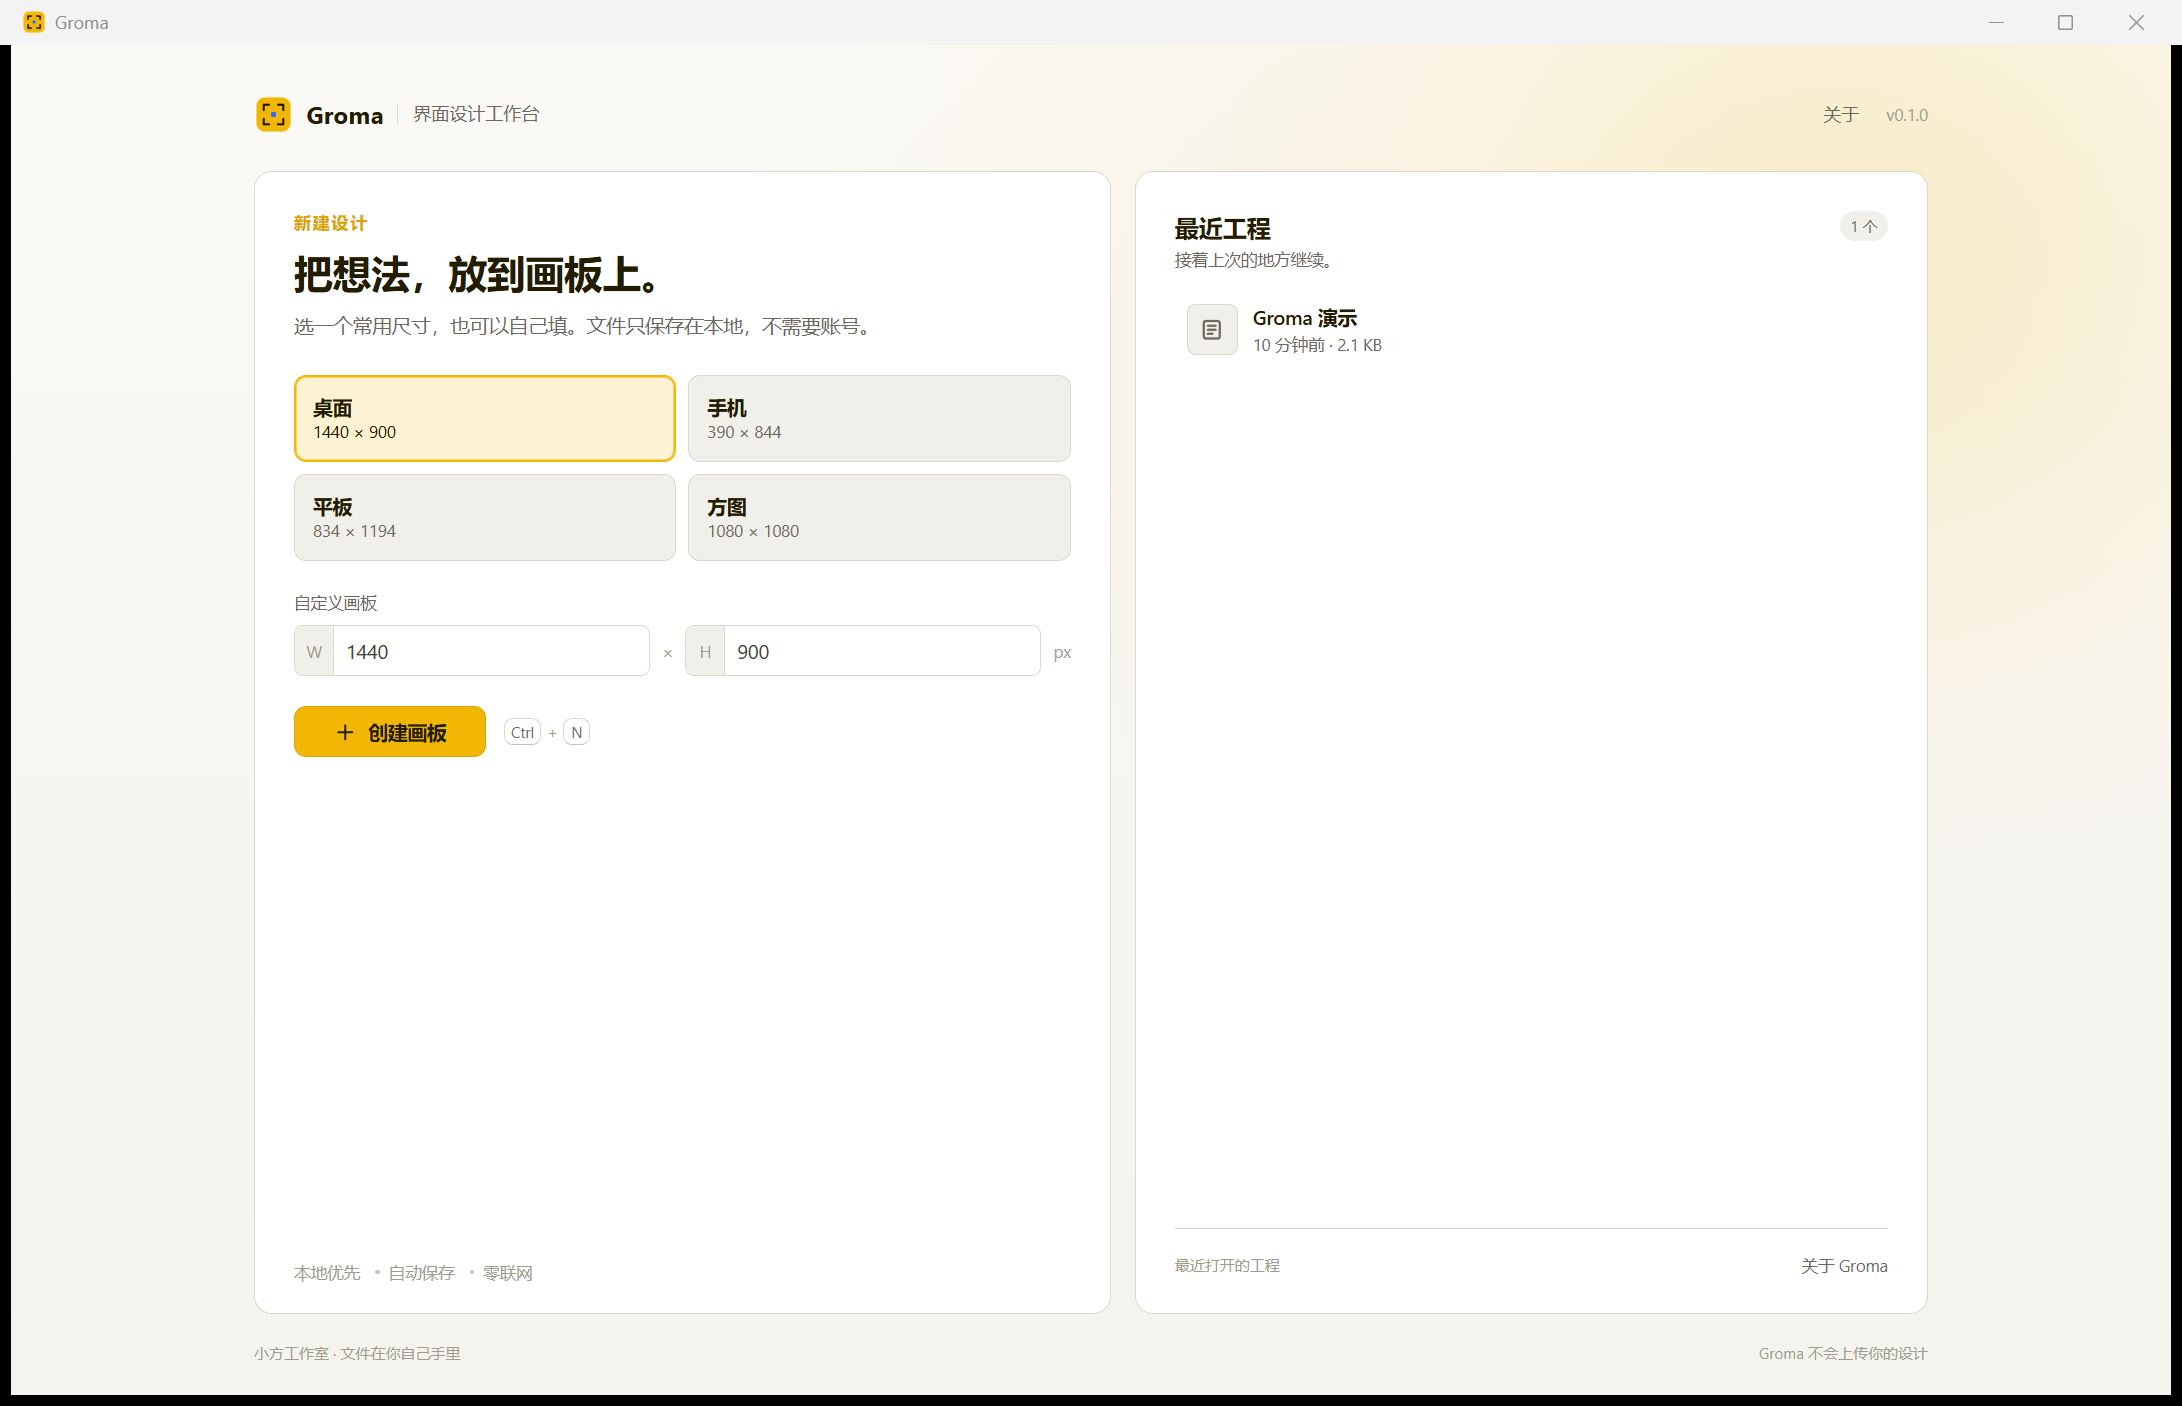 Groma
Groma 界面设计工作台
关于 v0.1.0
新建设计
把想法，放到画板上。
选一个常用尺寸，也可以自己填。文件只保存在本地，不需要账号。
桌面
1440 × 900
手机
390 × 844
平板
834 × 1194
方图
1080 × 1080
自定义画板
W 1440 × H 900 px
+ 创建画板 Ctrl + N
本地优先 • 自动保存 • 零联网
最近工程 1 个
接着上次的地方继续。
Groma 演示
10 分钟前 · 2.1 KB
最近打开的工程 关于 Groma
小方工作室 · 文件在你自己手里
Groma 不会上传你的设计